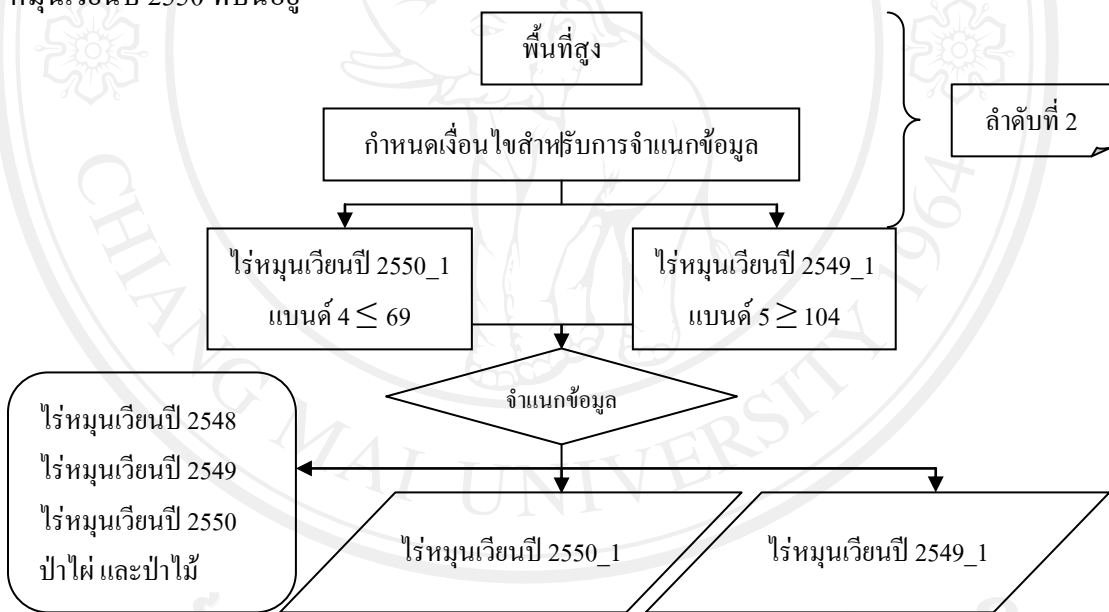 หมุนเวียนปี 2550 ที่ปนอยู่
พื้นที่สูง
ลำดับที่ 2
กำหนดเงื่อนไขสำหรับการจำแนกข้อมูล
ไร่หมุนเวียนปี 2550_1
แบนด์ 4 ≤ 69
ไร่หมุนเวียนปี 2549_1
แบนด์ 5 ≥ 104
จำแนกข้อมูล
ไร่หมุนเวียนปี 2548
ไร่หมุนเวียนปี 2549
ไร่หมุนเวียนปี 2550
ป่าไผ่ และป่าไม้
ไร่หมุนเวียนปี 2550_1
ไร่หมุนเวียนปี 2549_1
CHIANG MAI UNIVERSITY 1964